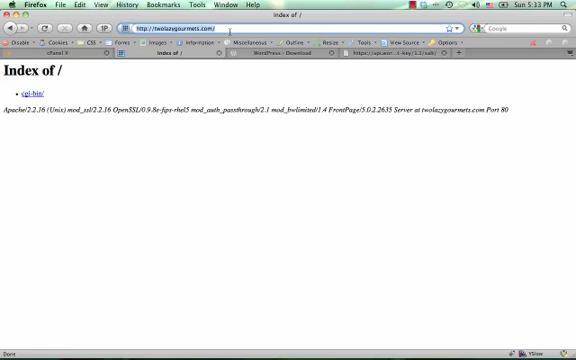 Firefox File Edit View History Bookmarks Tools Window Help Sun 5:33 PM
Index of /
http://twolazygourmets.com/
Google
Disable CSS Forms Images Information Miscellaneous Outline Resize Tools View Source Options
cPanel X Index of / WordPress › Download
Index of /
cgi-bin/
Apache/2.2.16 (Unix) mod_ssl/2.2.16 OpenSSL/0.9.8e-fips-rhel5 mod_auth_passthrough/2.1 mod_bwlimited/1.4 FrontPage/5.0.2.2635 Server at twolazygourmets.com Port 80
Done YSlow